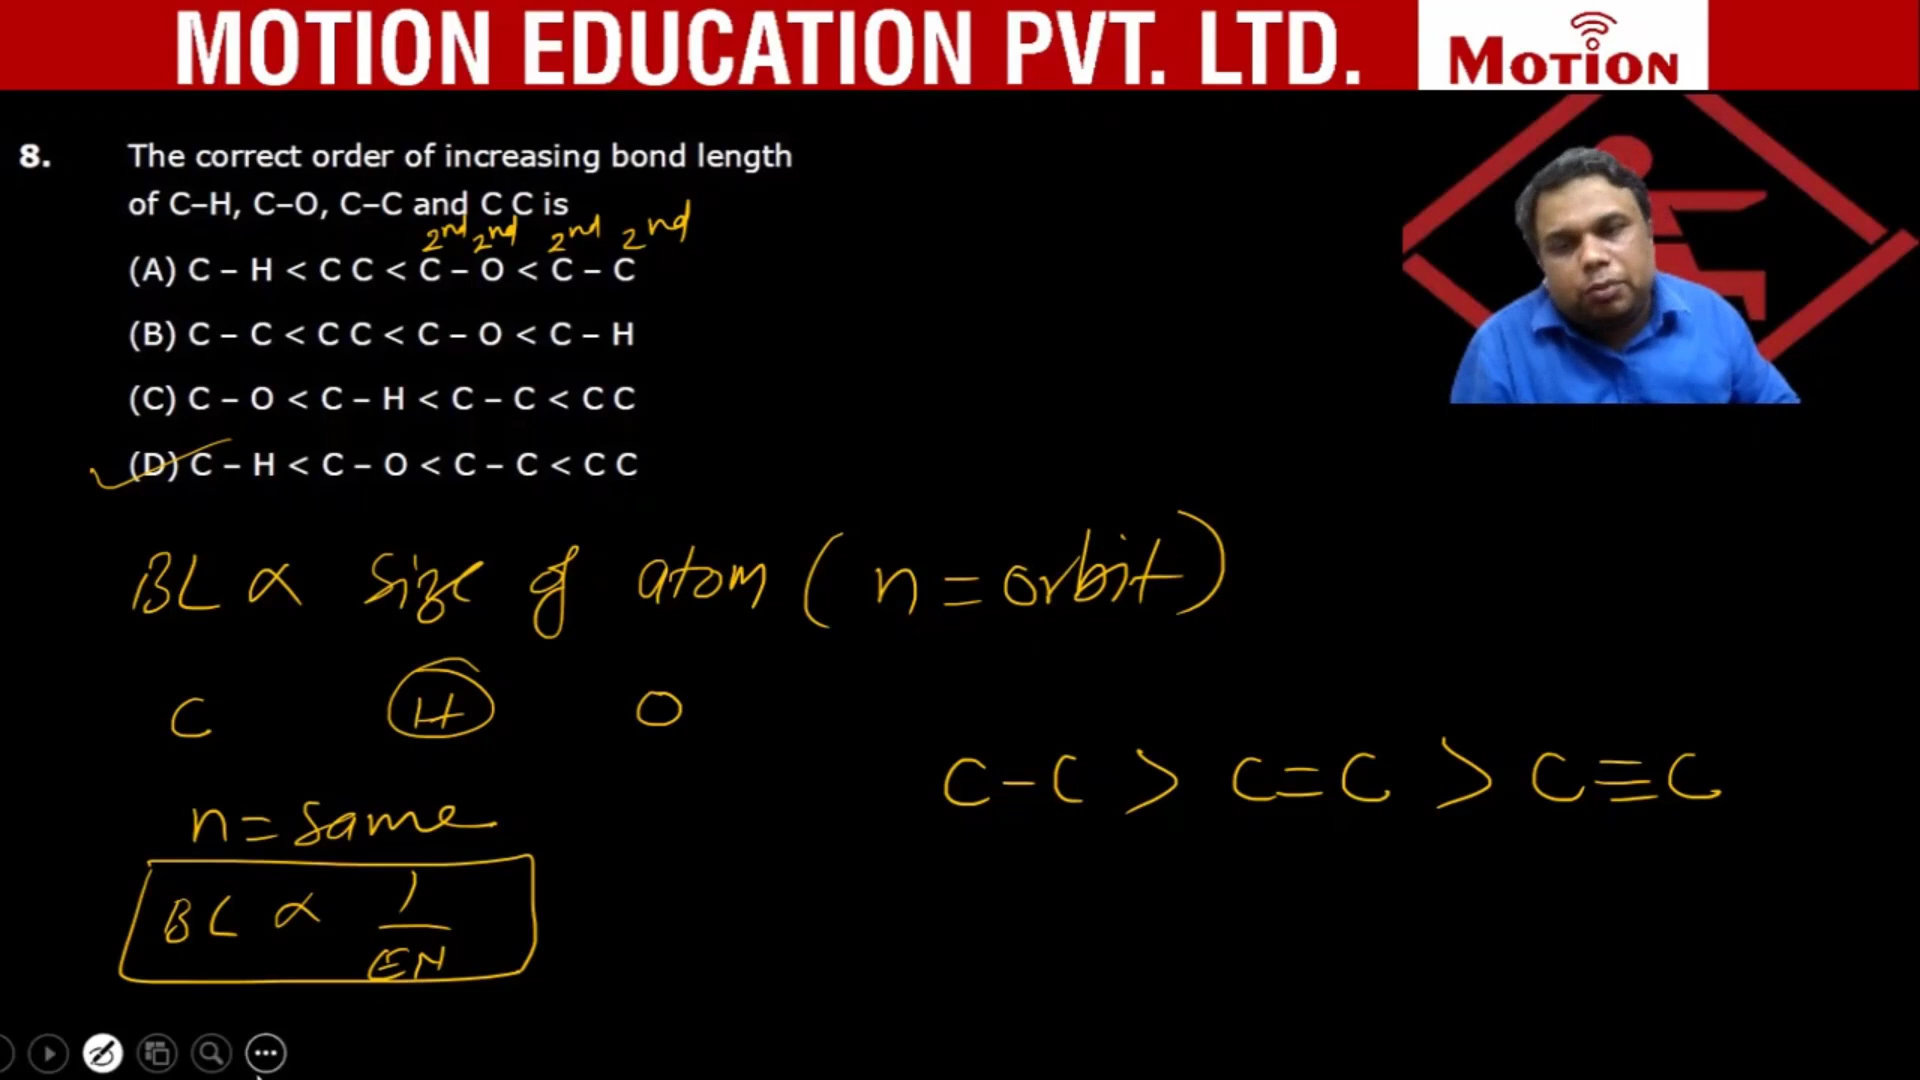 MOTION EDUCATION PVT. LTD.
MOTION
8. The correct order of increasing bond length
of C–H, C–O, C–C and C C is
2nd 2nd 2nd 2nd
(A) C – H < C C < C – O < C – C
(B) C – C < C C < C – O < C – H
(C) C – O < C – H < C – C < C C
(D) C – H < C – O < C – C < C C
BL ∝ Size of atom (n = orbit)
C H O
C-C > C=C > C≡C
n = Same
BL ∝ 1/EN